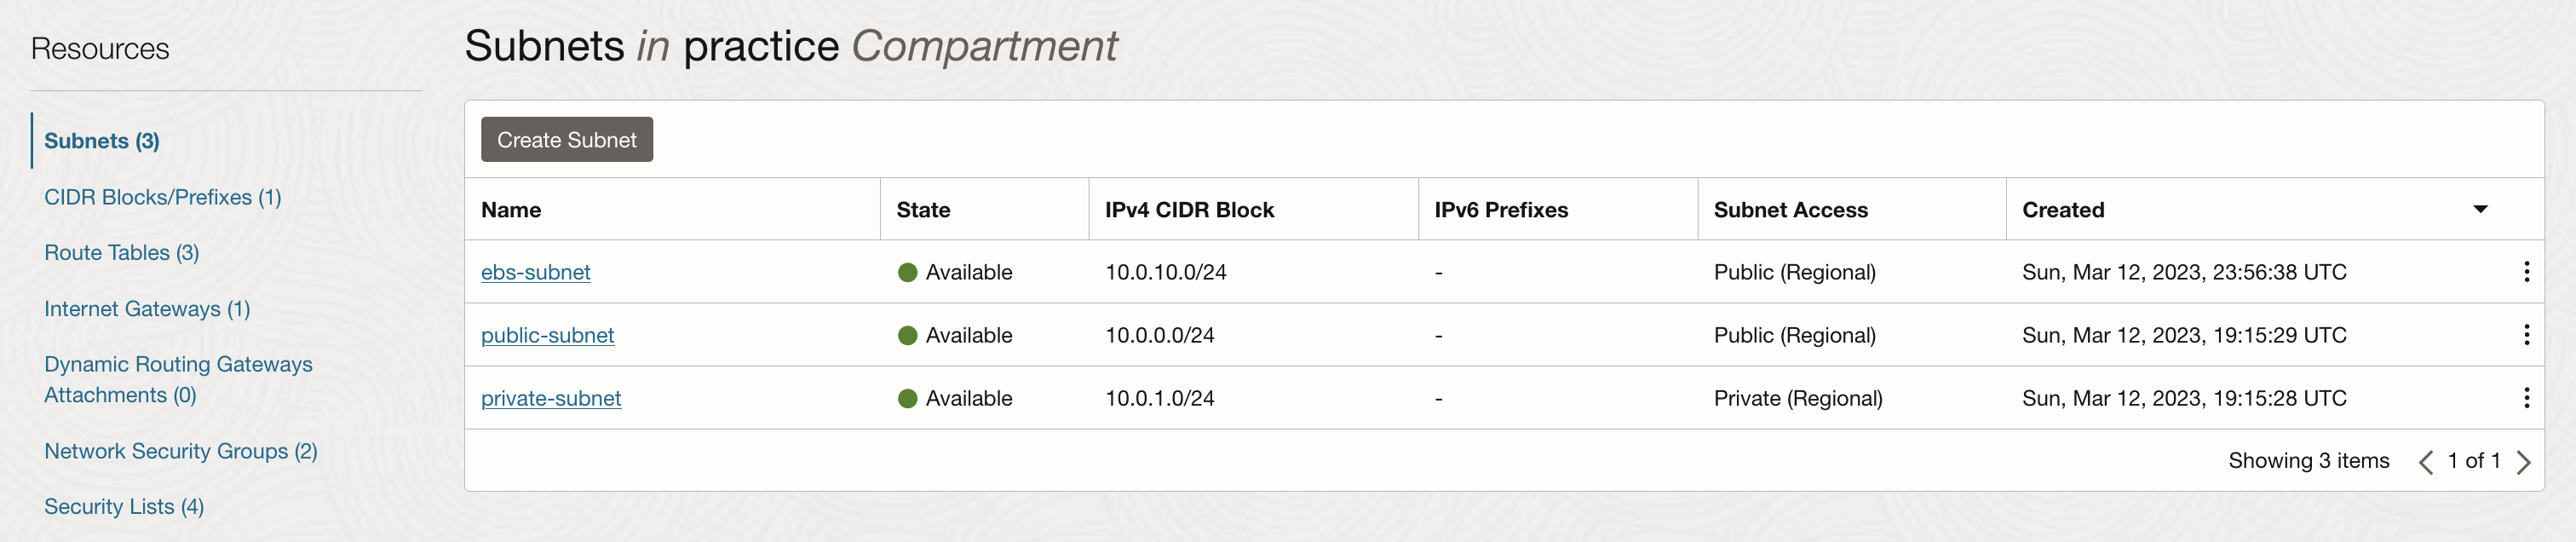 Resources
Subnets (3)
CIDR Blocks/Prefixes (1)
Route Tables (3)
Internet Gateways (1)
Dynamic Routing Gateways
Attachments (0)
Network Security Groups (2)
Security Lists (4)
Subnets in practice Compartment
Create Subnet
Name State IPv4 CIDR Block IPv6 Prefixes Subnet Access Created
ebs-subnet Available 10.0.10.0/24 - Public (Regional) Sun, Mar 12, 2023, 23:56:38 UTC
public-subnet Available 10.0.0.0/24 - Public (Regional) Sun, Mar 12, 2023, 19:15:29 UTC
private-subnet Available 10.0.1.0/24 - Private (Regional) Sun, Mar 12, 2023, 19:15:28 UTC
Showing 3 items 1 of 1